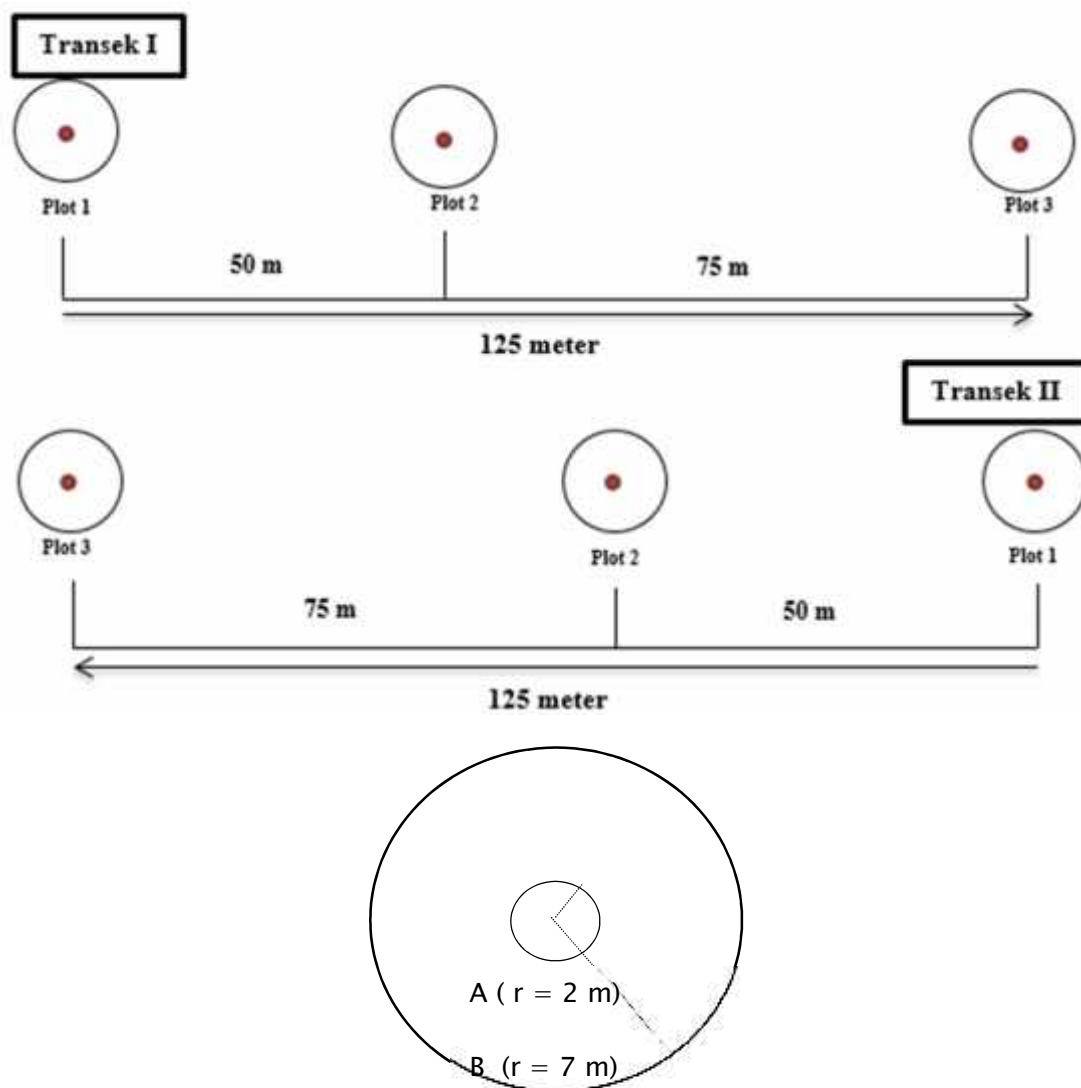 Transek I
Plot 1
Plot 2
Plot 3
50 m
75 m
125 meter
Transek II
Plot 3
Plot 2
Plot 1
75 m
50 m
125 meter
A ( r = 2 m)
B (r = 7 m)